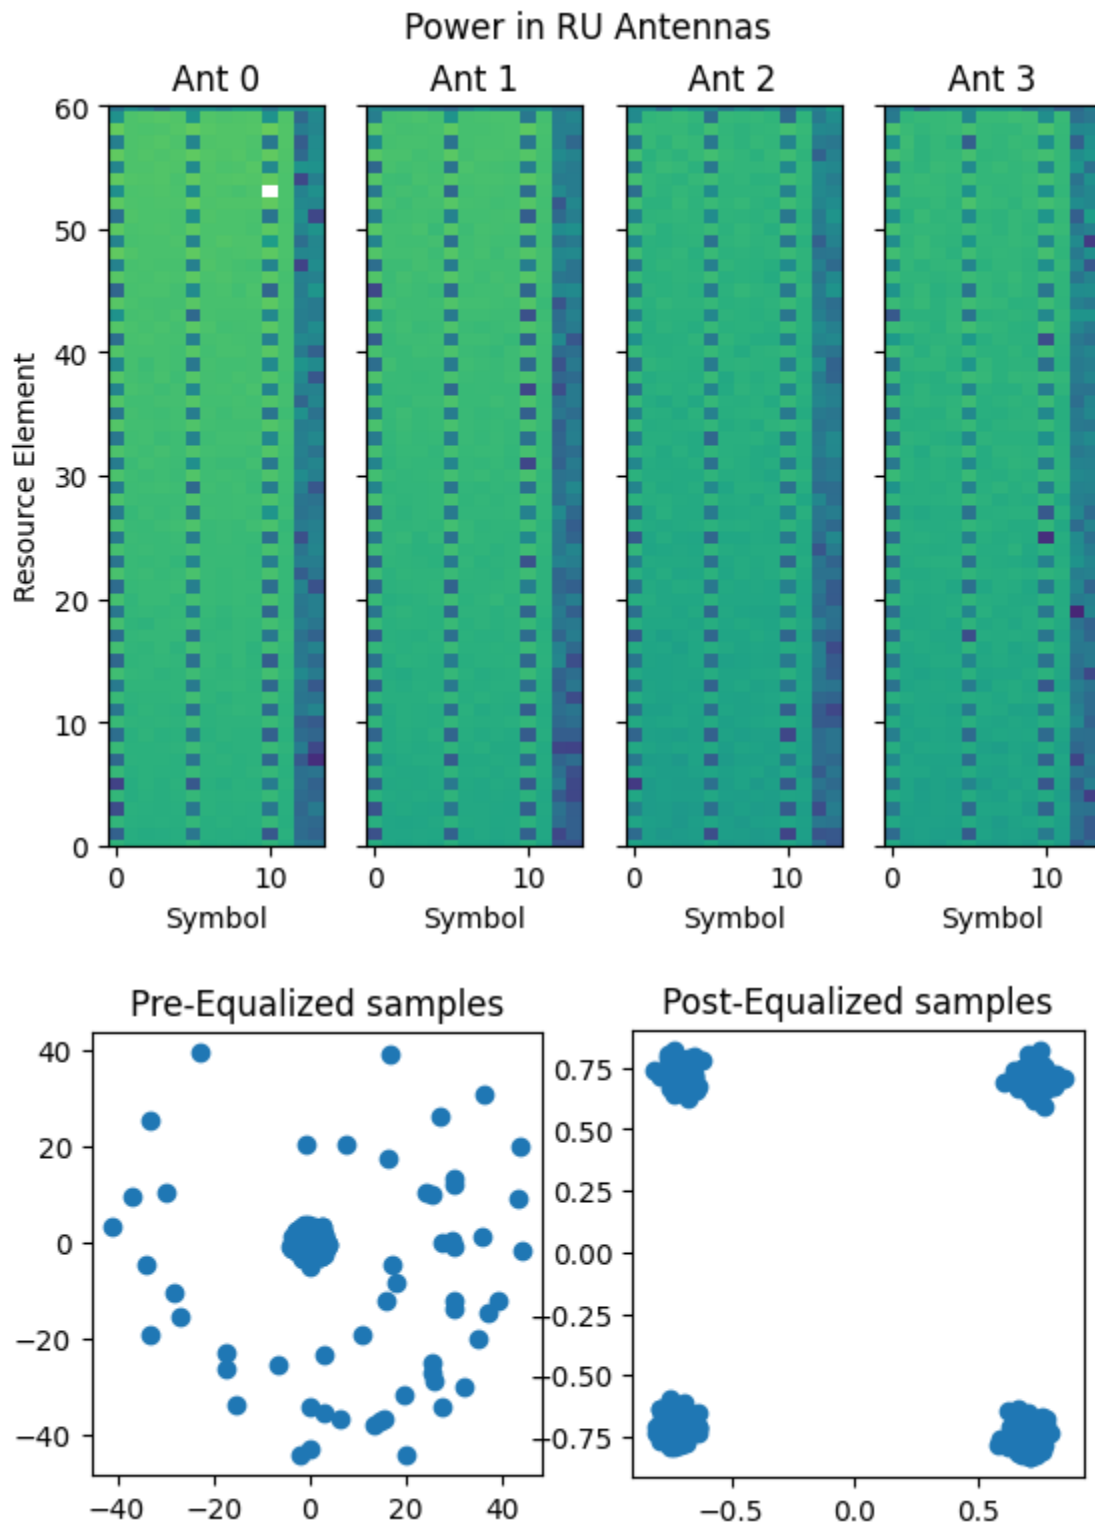 Power in RU Antennas
Ant 0 Ant 1 Ant 2 Ant 3
60
50
40
30
20
10
0
Resource Element
0 10 0 10 0 10 0 10
Symbol Symbol Symbol Symbol
Pre-Equalized samples Post-Equalized samples
40
20
0
−20
−40
−40 −20 0 20 40
0.75
0.50
0.25
0.00
−0.25
−0.50
−0.75
−0.5 0.0 0.5